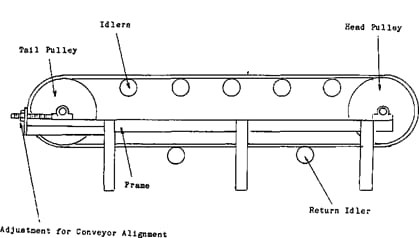 Idlers
Head Pulley
Tail Pulley
Frame
Return Idler
Adjustment for Conveyor Alignment